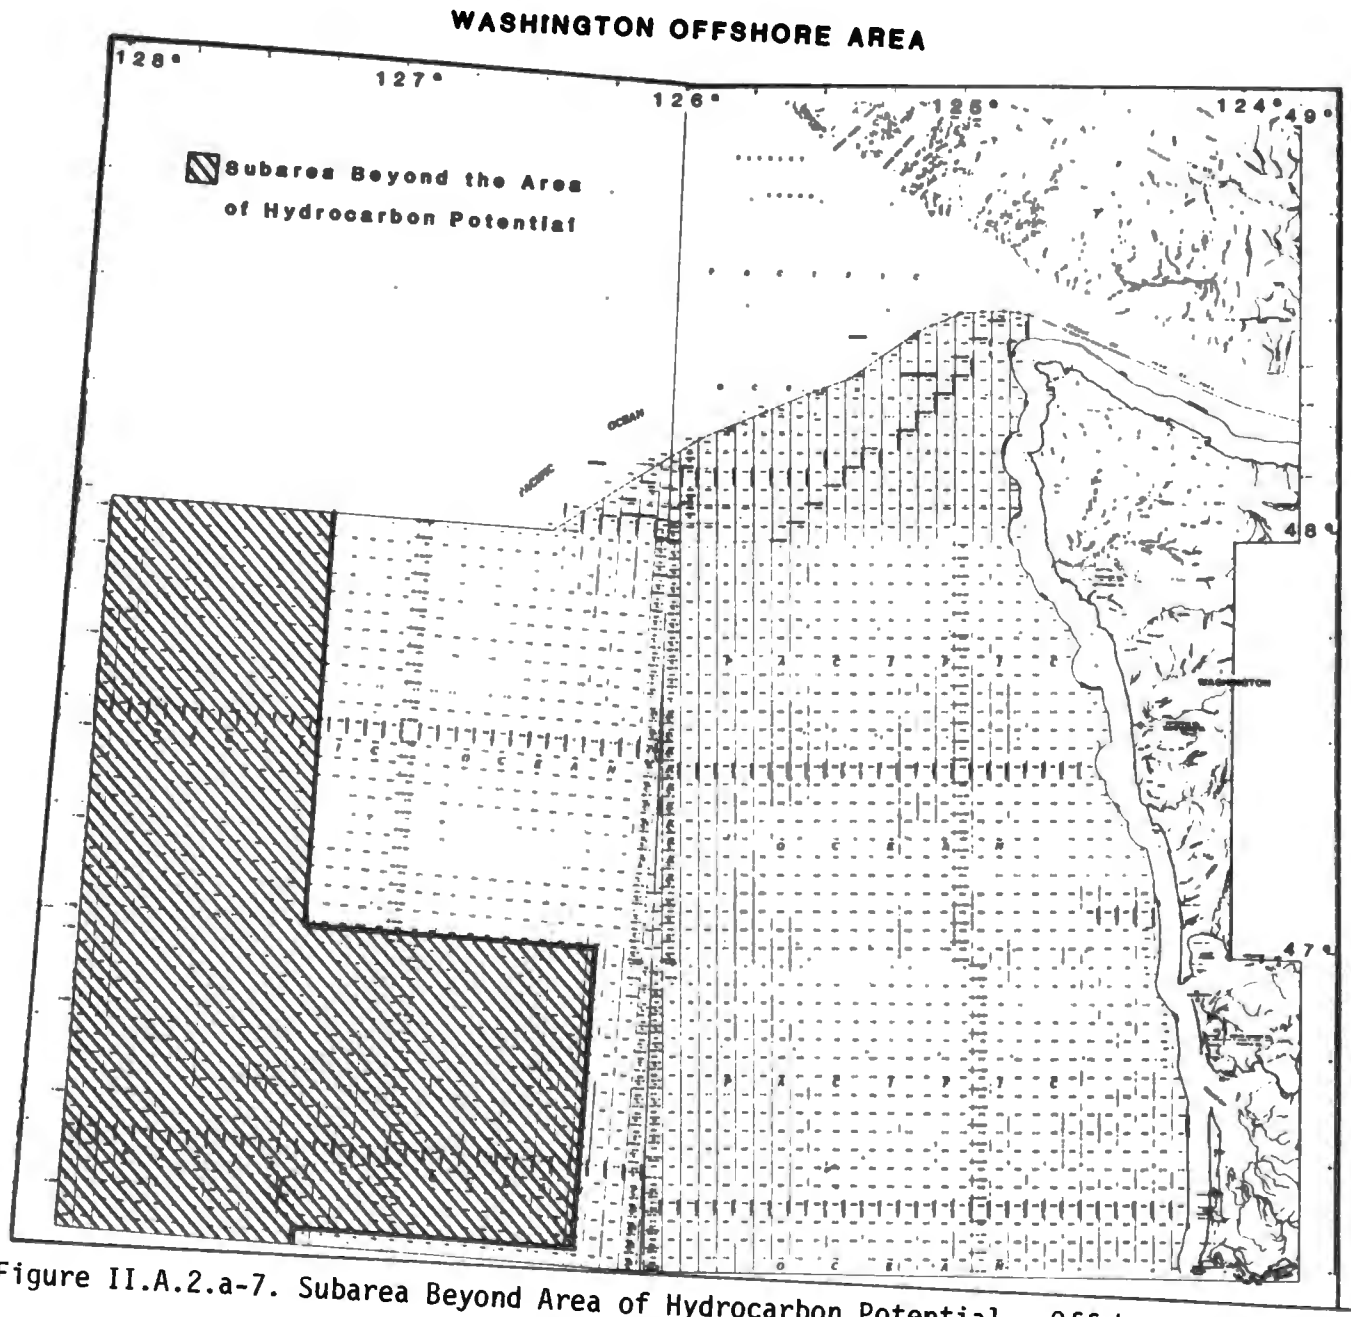 WASHINGTON OFFSHORE AREA
128°
127°
126°
125°
124°
49°
Subarea Beyond the Area
of Hydrocarbon Potential
P A C I F I C
O C E
PACIFIC OCEAN
48°
P A C I F I C
WASHINGTON
I C O C E A N
O C E A N
47°
P A C I F I C
O C E A N
Figure II.A.2.a-7. Subarea Beyond Area of Hydrocarbon Potential